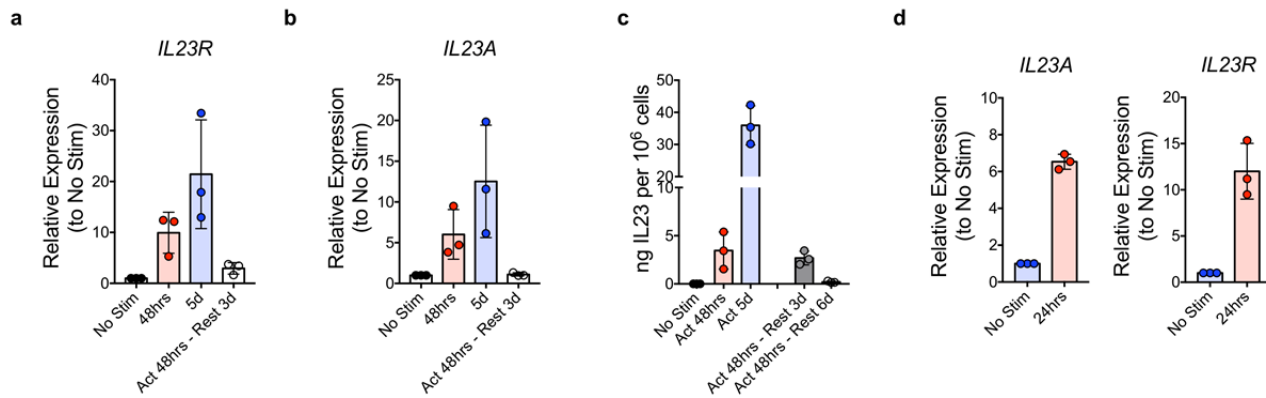 a
IL23R
Relative Expression
(to No Stim)
40
30
20
10
0
No Stim
48hrs
5d
Act 48hrs - Rest 3d
b
IL23A
Relative Expression
(to No Stim)
25
20
15
10
5
0
No Stim
48hrs
5d
Act 48hrs - Rest 3d
c
ng IL23 per 10⁶ cells
50
40
30
20
10
5
0
No Stim
Act 48hrs
Act 5d
Act 48hrs - Rest 3d
Act 48hrs - Rest 6d
d
IL23A
Relative Expression
(to No Stim)
10
8
6
4
2
0
No Stim
24hrs
IL23R
Relative Expression
(to No Stim)
20
15
10
5
0
No Stim
24hrs